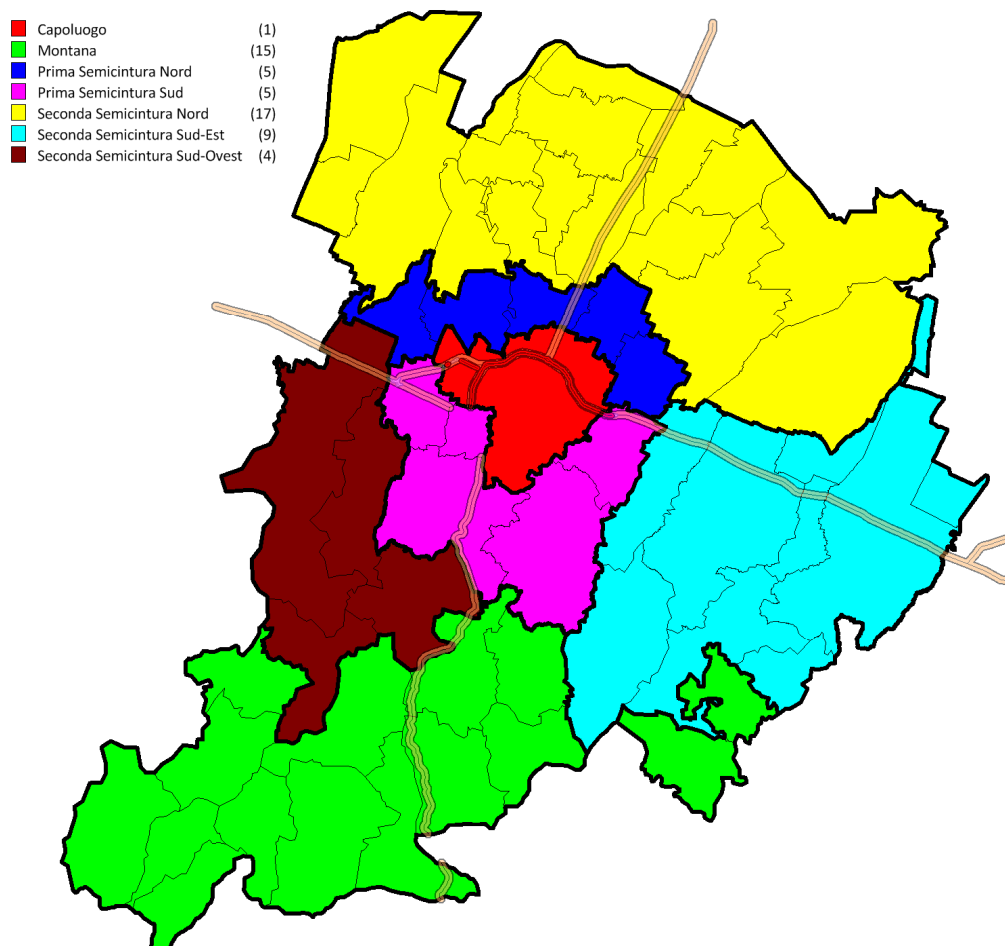 Capoluogo (1)
Montana (15)
Prima Semicintura Nord (5)
Prima Semicintura Sud (5)
Seconda Semicintura Nord (17)
Seconda Semicintura Sud-Est (9)
Seconda Semicintura Sud-Ovest (4)